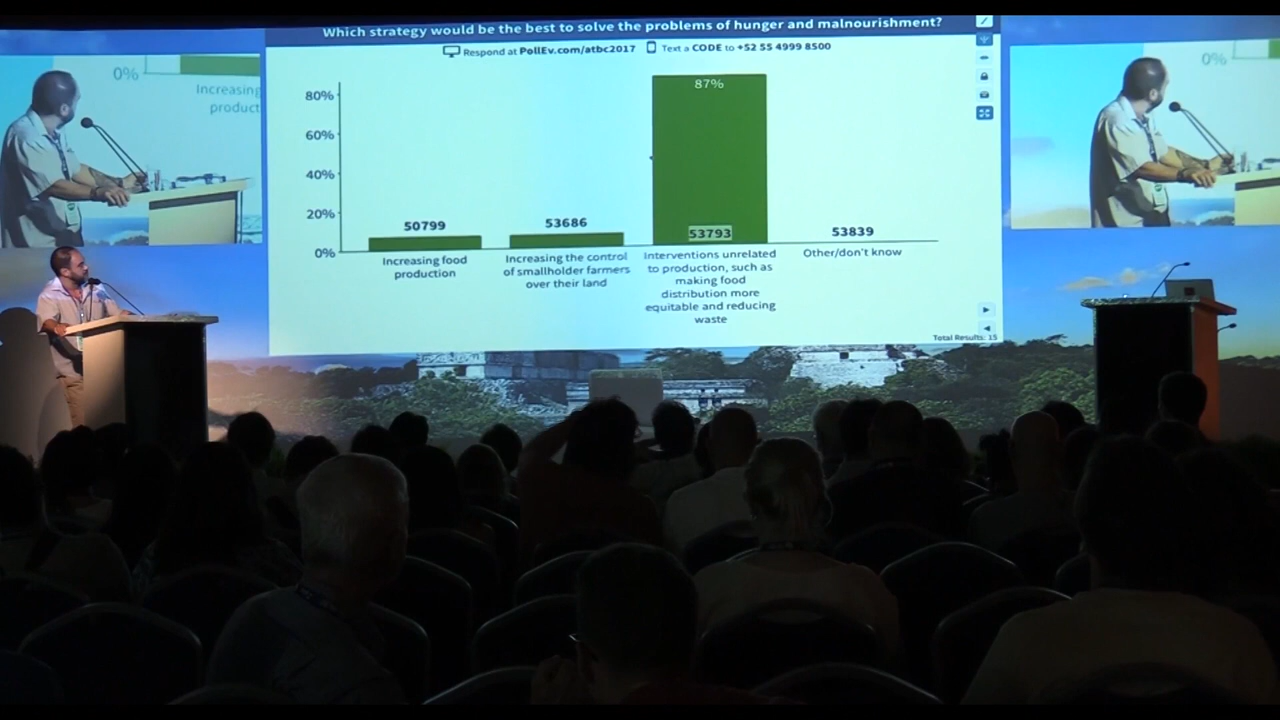 Which strategy would be the best to solve the problems of hunger and malnourishment?
Respond at PollEv.com/atbc2017 Text a CODE to +52 55 4999 8500
0%
Increasing
product
80%
60%
40%
20%
0%
50799
53686
87%
53793
53839
Increasing food
production
Increasing the control
of smallholder farmers
over their land
Interventions unrelated
to production, such as
making food
distribution more
equitable and reducing
waste
Other/don't know
Total Results: 15
0%